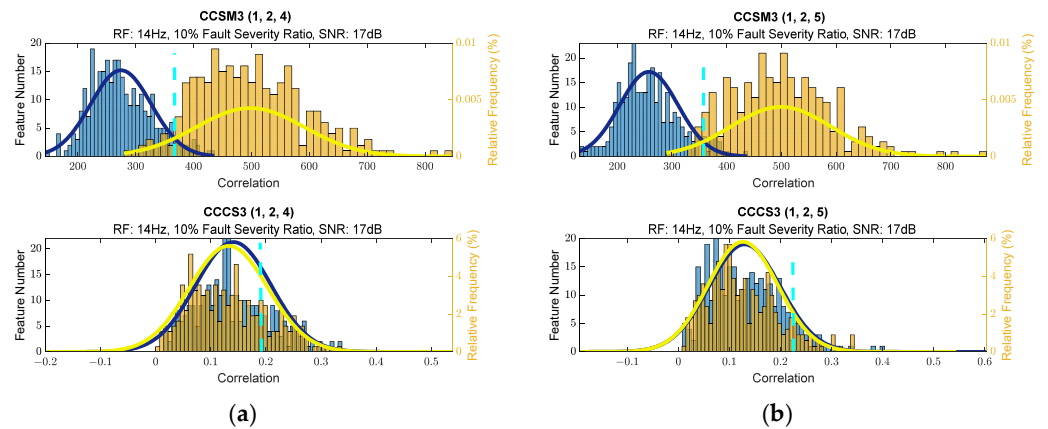 CCSM3 (1, 2, 4)
RF: 14Hz, 10% Fault Severity Ratio, SNR: 17dB
20
15
10
5
0
Feature Number
0.01
0.005
0
Relative Frequency (%)
200 300 400 500 600 700 800
Correlation
CCSM3 (1, 2, 5)
RF: 14Hz, 10% Fault Severity Ratio, SNR: 17dB
20
15
10
5
0
Feature Number
0.01
0.005
0
Relative Frequency (%)
200 300 400 500 600 700 800
Correlation
CCCS3 (1, 2, 4)
RF: 14Hz, 10% Fault Severity Ratio, SNR: 17dB
20
15
10
5
0
Feature Number
6
4
2
0
Relative Frequency (%)
−0.2 −0.1 0 0.1 0.2 0.3 0.4 0.5
Correlation
CCCS3 (1, 2, 5)
RF: 14Hz, 10% Fault Severity Ratio, SNR: 17dB
20
15
10
5
0
Feature Number
6
4
2
0
Relative Frequency (%)
−0.1 0 0.1 0.2 0.3 0.4 0.5 0.6
Correlation
(a)
(b)